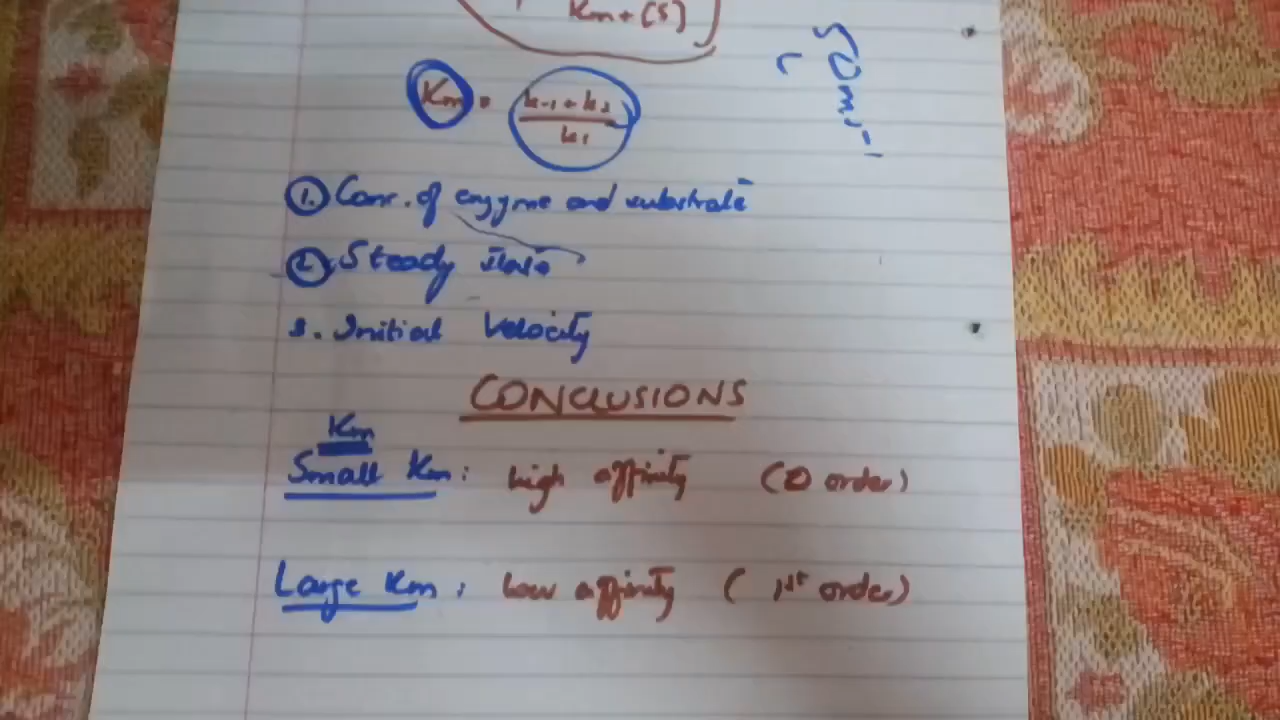 Km + (S)
Km = k-1 + k2 / k1
1. Conc. of enzyme and substrate
2. Steady state
3. Initial Velocity
CONCLUSIONS
Km
Small Km: high affinity (0 order)
Large Km: low affinity (1st order)